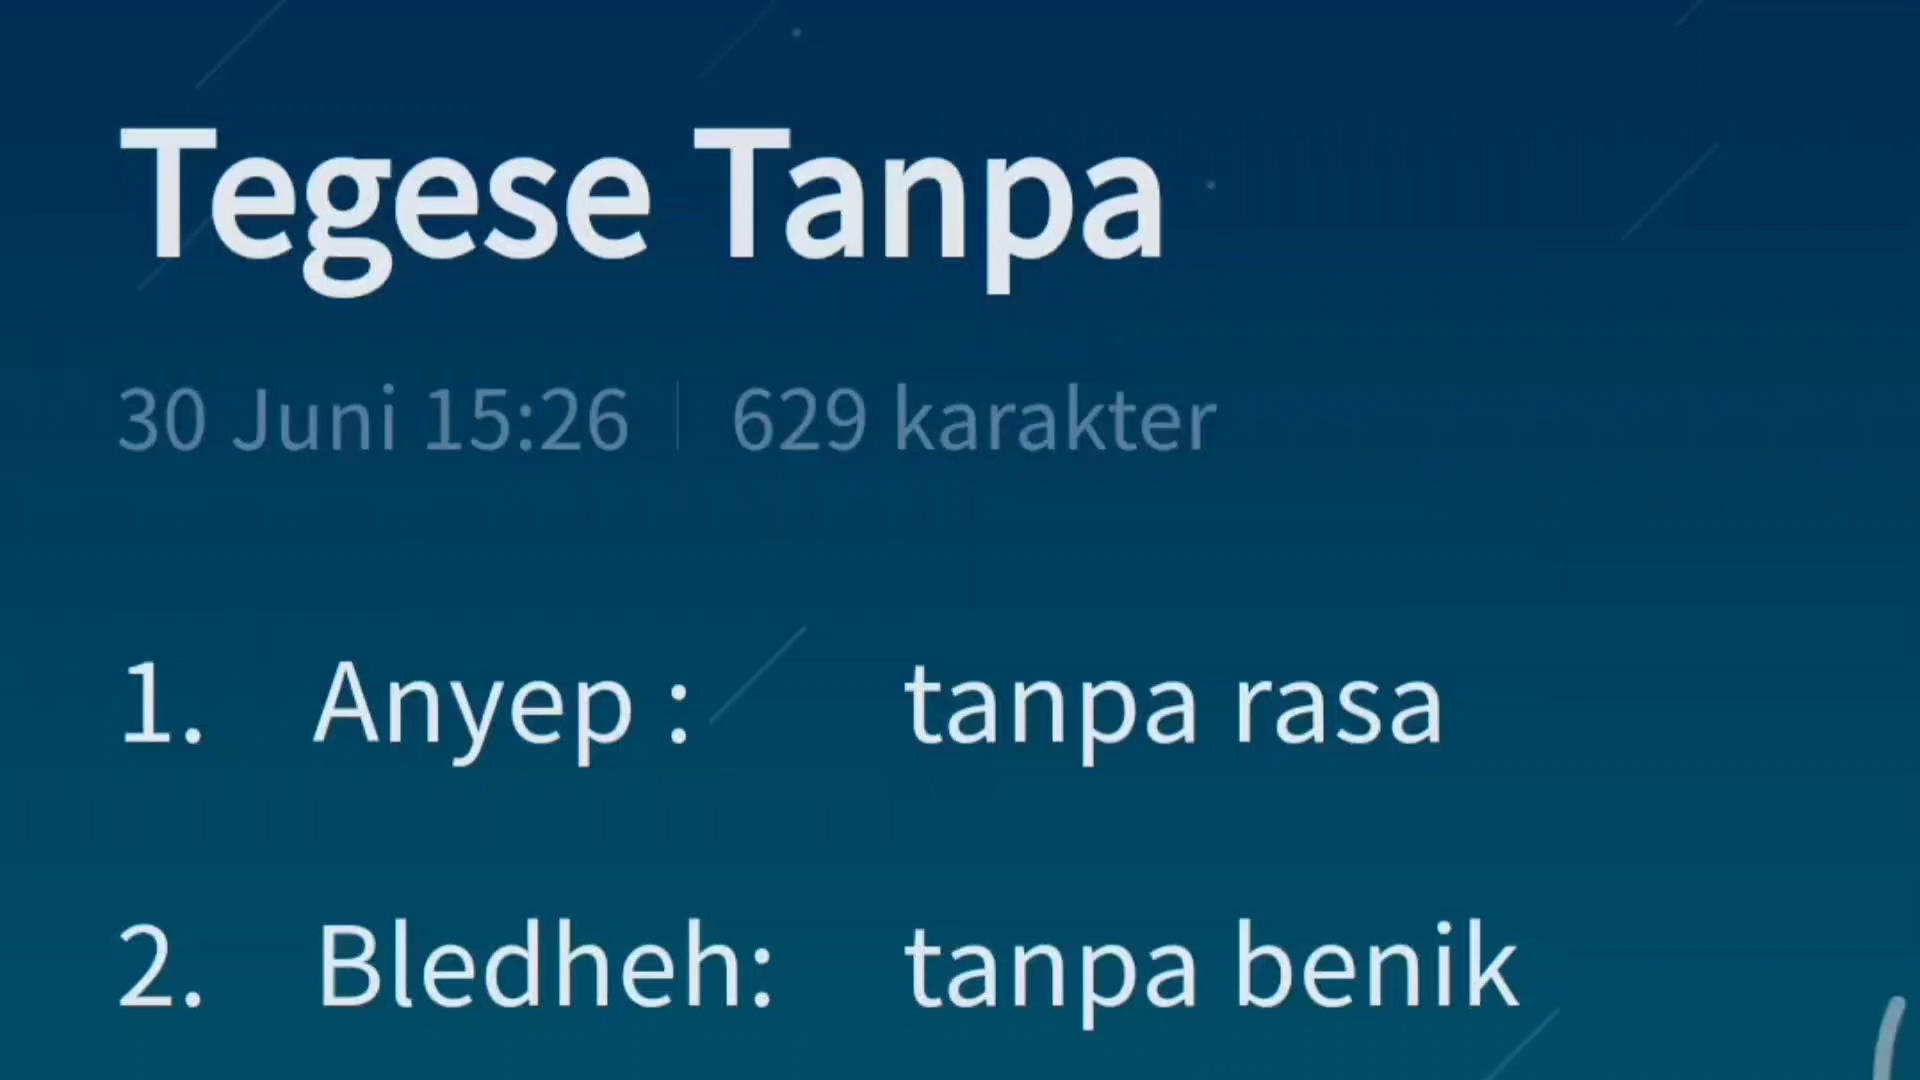 Tegese Tanpa
30 Juni 15:26 | 629 karakter
1. Anyep : tanpa rasa
2. Bledheh: tanpa benik